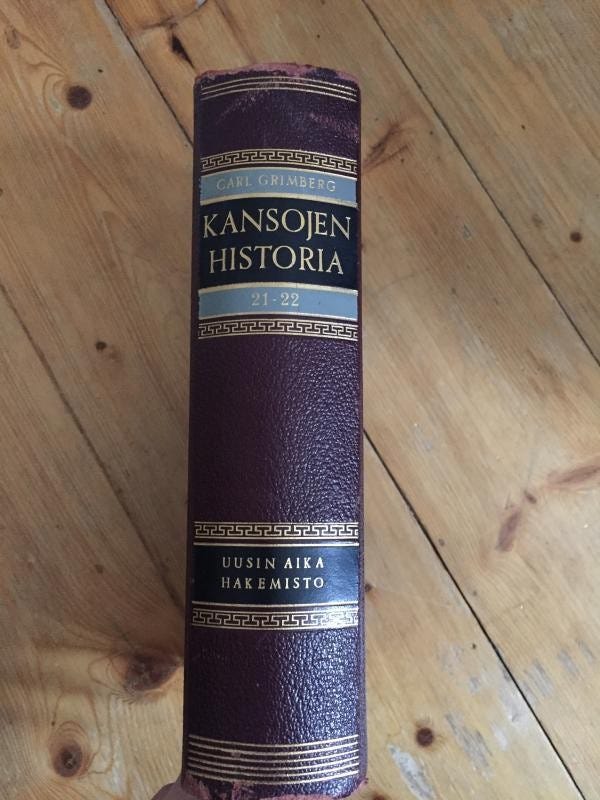 CARL GRIMBERG
KANSOJEN
HISTORIA
21-22
UUSIN AIKA
HAKEMISTO